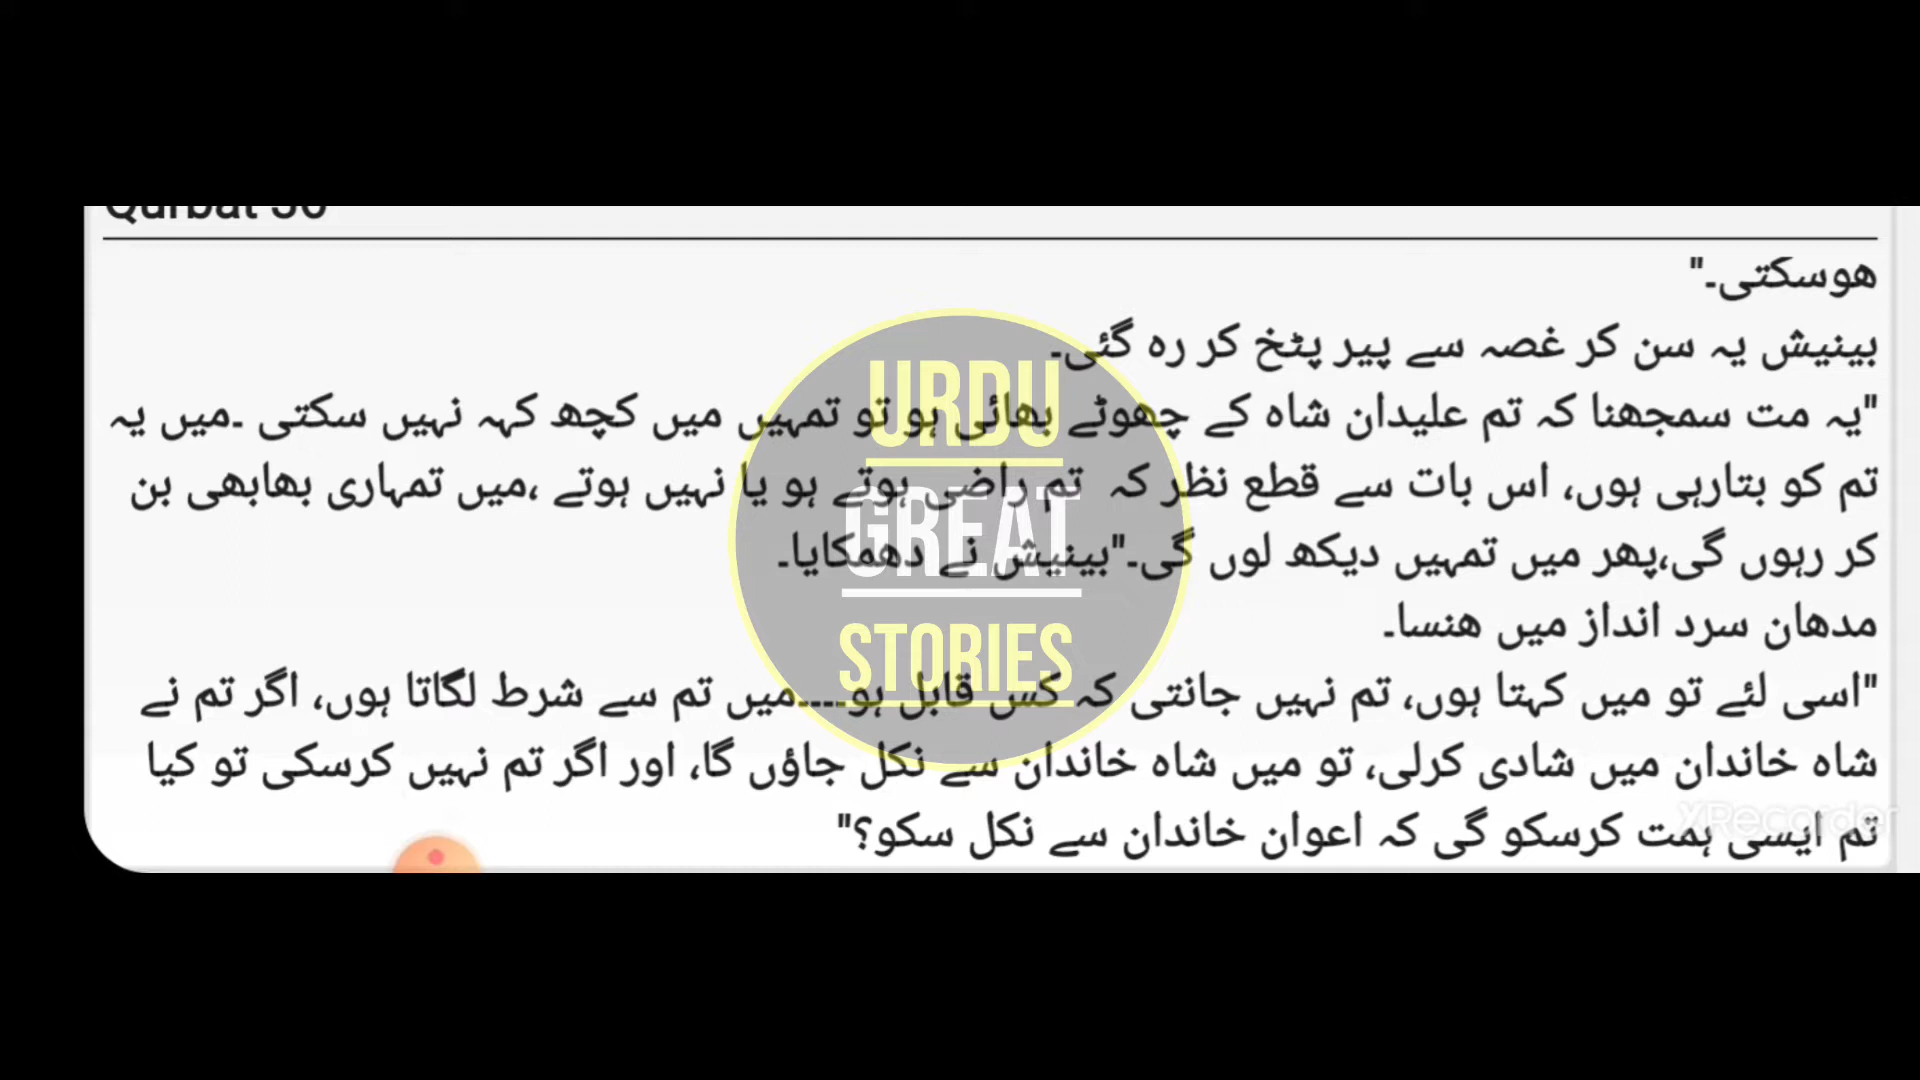 Qurbat 36
ھوسکتی۔"
بینیش یہ سن کر غصہ سے پیر پٹخ کر رہ گئی۔
"یہ مت سمجھنا کہ تم علیدان شاہ کے چھوٹے بھائی ہو تو تمہیں میں کچھ کہہ نہیں سکتی ۔میں یہ
تم کو بتارہی ہوں، اس بات سے قطع نظر کہ تم راضی ہوتے ہو یا نہیں ہوتے ،میں تمہاری بھابھی بن
کر رہوں گی،پھر میں تمہیں دیکھ لوں گی۔"بینیش نے دھمکایا۔
مدھان سرد انداز میں ھنسا۔
"اسی لئے تو میں کہتا ہوں، تم نہیں جانتی کہ کس قابل ہو۔۔۔۔میں تم سے شرط لگاتا ہوں، اگر تم نے
شاہ خاندان میں شادی کرلی، تو میں شاہ خاندان سے نکل جاؤں گا، اور اگر تم نہیں کرسکی تو کیا
تم ایسی ہمت کرسکو گی کہ اعوان خاندان سے نکل سکو؟"
URDU
GREAT
STORIES
XRecorder